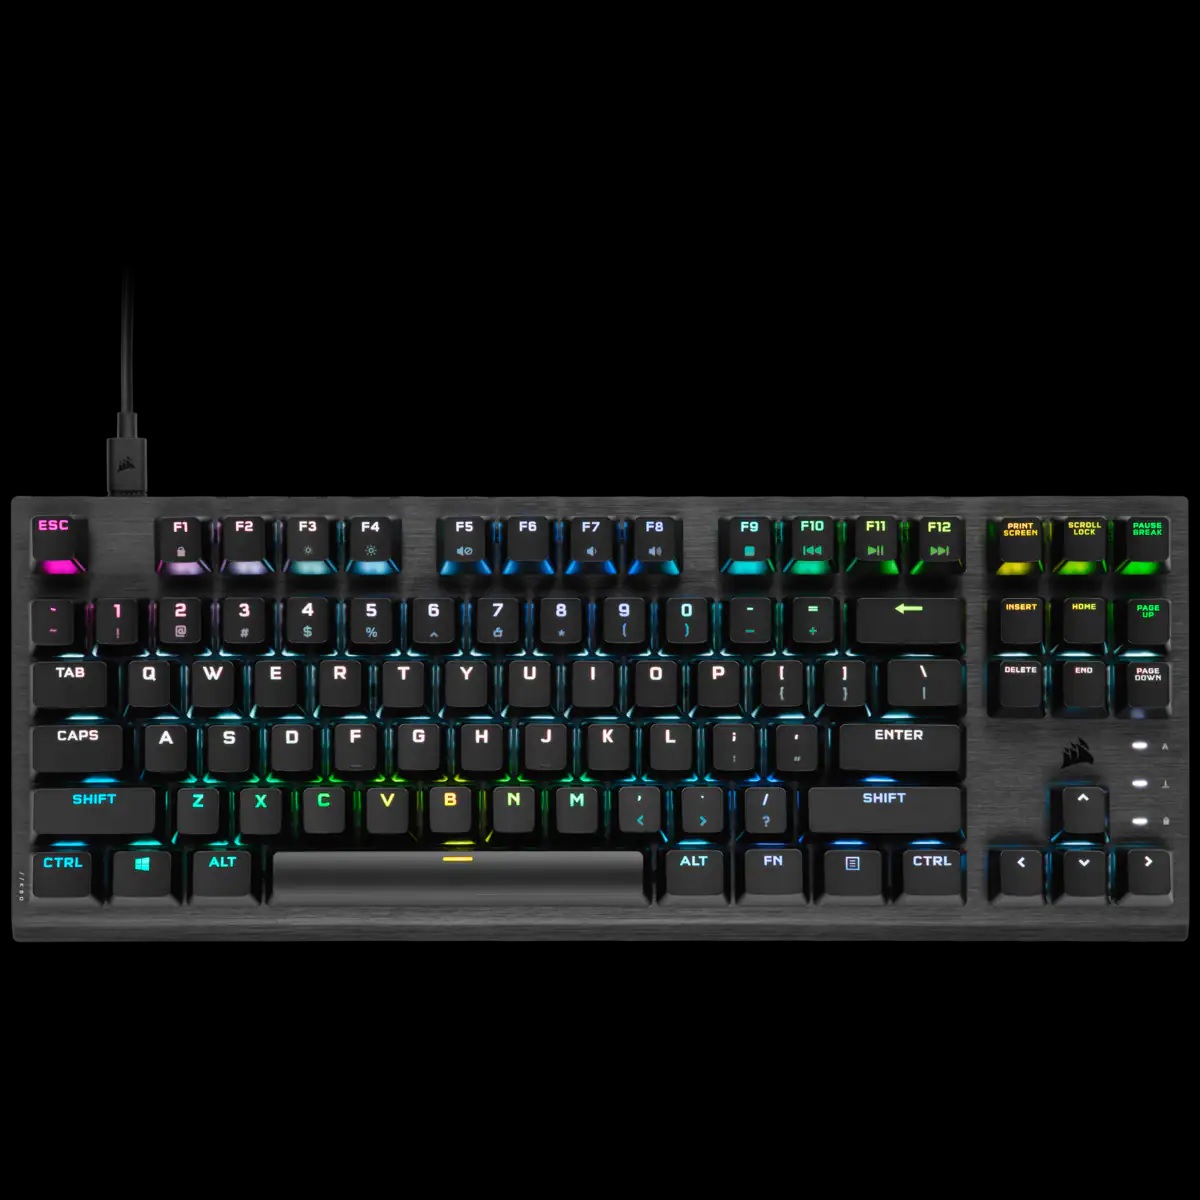 ESC F1 F2 F3 F4 F5 F6 F7 F8 F9 F10 F11 F12 PRINT SCREEN SCROLL LOCK PAUSE BREAK
~ 1 ! 2 @ 3 # 4 $ 5 % 6 ^ 7 & 8 * 9 ( 0 ) - _ = + ← INSERT HOME PAGE UP
TAB Q W E R T Y U I O P [ { ] } \ | DELETE END PAGE DOWN
CAPS A S D F G H J K L ; : ' " ENTER A
SHIFT Z X C V B N M , < . > / ? SHIFT ^
CTRL ALT ALT FN CTRL < ⌄ >
//K60